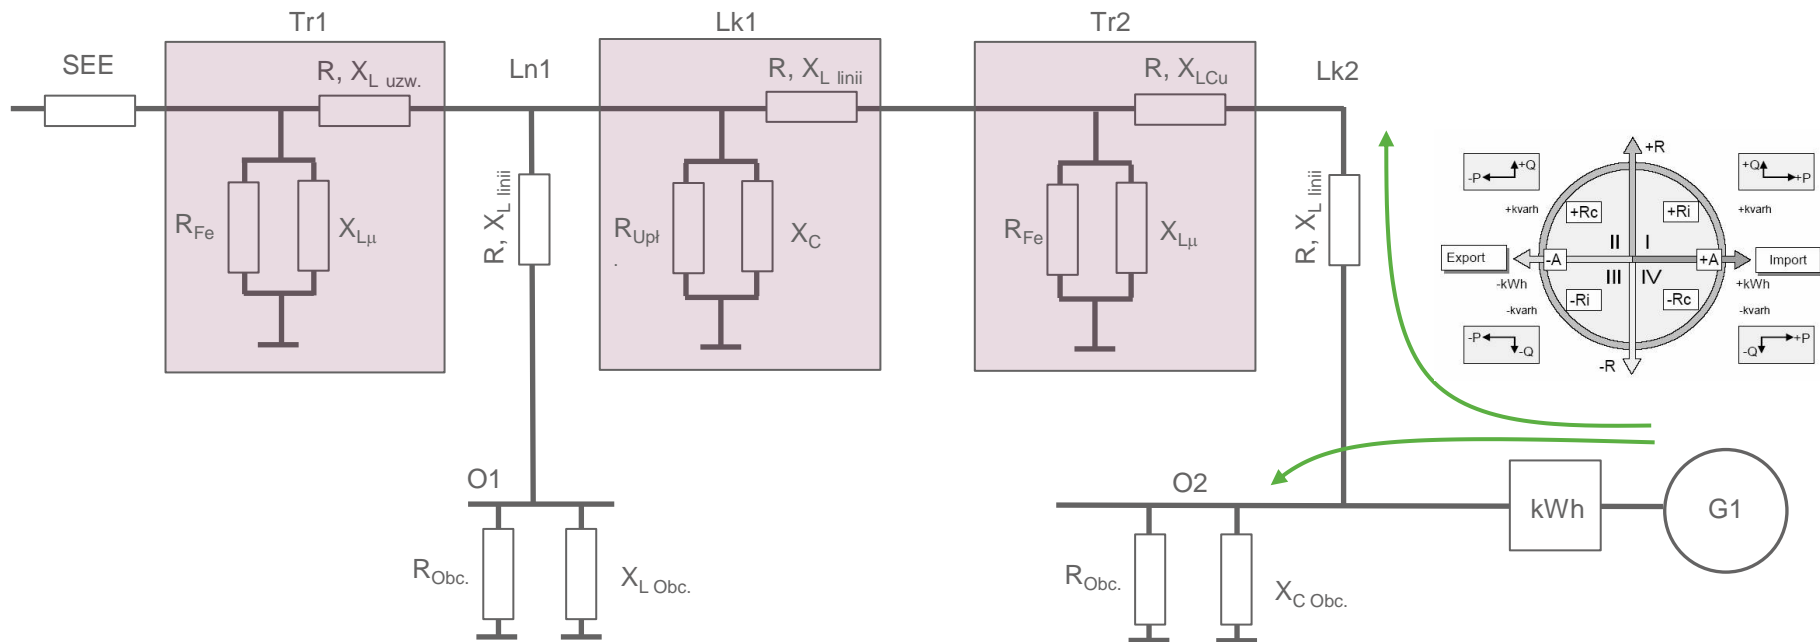 Tr1
Lk1
Tr2
SEE
R, XL uzw.
Ln1
R, XL linii
R, XLCu
Lk2
RFe
XLμ
R, XL linii
RUpł.
XC
RFe
XLμ
R, XL linii
O1
RObc.
XL Obc.
O2
RObc.
XC Obc.
kWh
G1
+R
+Q
-P
+Q
+P
+kvarh
+Rc
+Ri
+kvarh
II
I
Export
-A
+A
Import
III
IV
-kWh
+kWh
-kvarh
-Ri
-Rc
-kvarh
-P
-Q
-Q
+P
-R